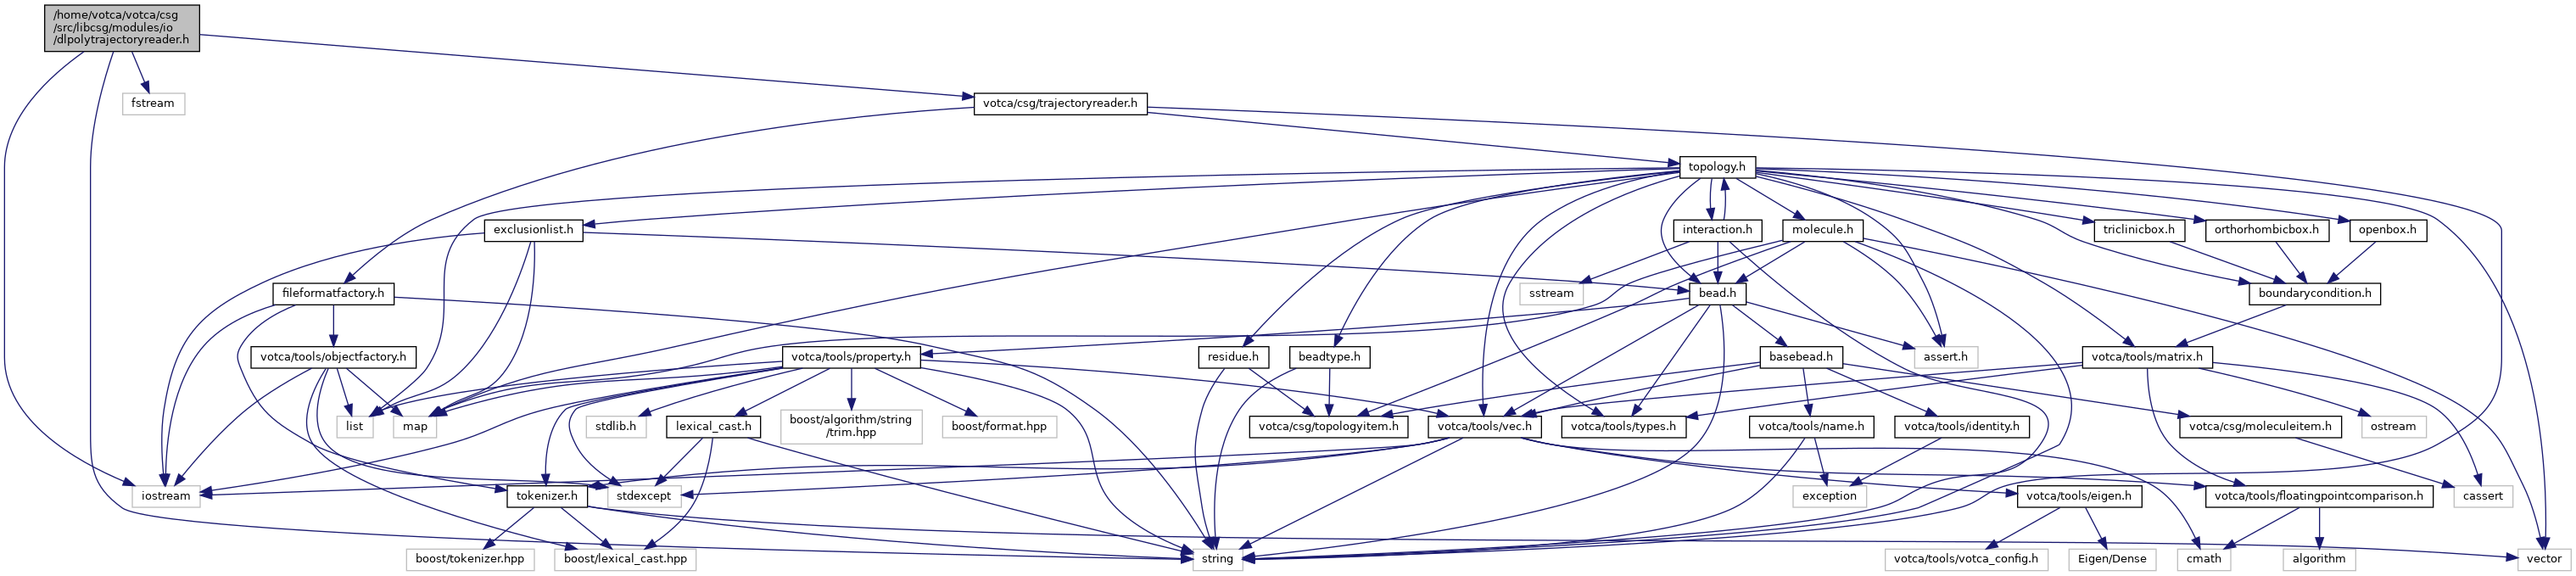 /home/votca/votca/csg
/src/libcsg/modules/io
/dlpolytrajectoryreader.h
fstream
votca/csg/trajectoryreader.h
topology.h
exclusionlist.h
interaction.h
molecule.h
triclinicbox.h
orthorhombicbox.h
openbox.h
fileformatfactory.h
sstream
bead.h
boundarycondition.h
votca/tools/objectfactory.h
votca/tools/property.h
residue.h
beadtype.h
basebead.h
assert.h
votca/tools/matrix.h
list
map
stdlib.h
lexical_cast.h
boost/algorithm/string
/trim.hpp
boost/format.hpp
votca/csg/topologyitem.h
votca/tools/vec.h
votca/tools/types.h
votca/tools/name.h
votca/tools/identity.h
votca/csg/moleculeitem.h
ostream
iostream
tokenizer.h
stdexcept
exception
votca/tools/eigen.h
votca/tools/floatingpointcomparison.h
cassert
boost/tokenizer.hpp
boost/lexical_cast.hpp
string
votca/tools/votca_config.h
Eigen/Dense
cmath
algorithm
vector